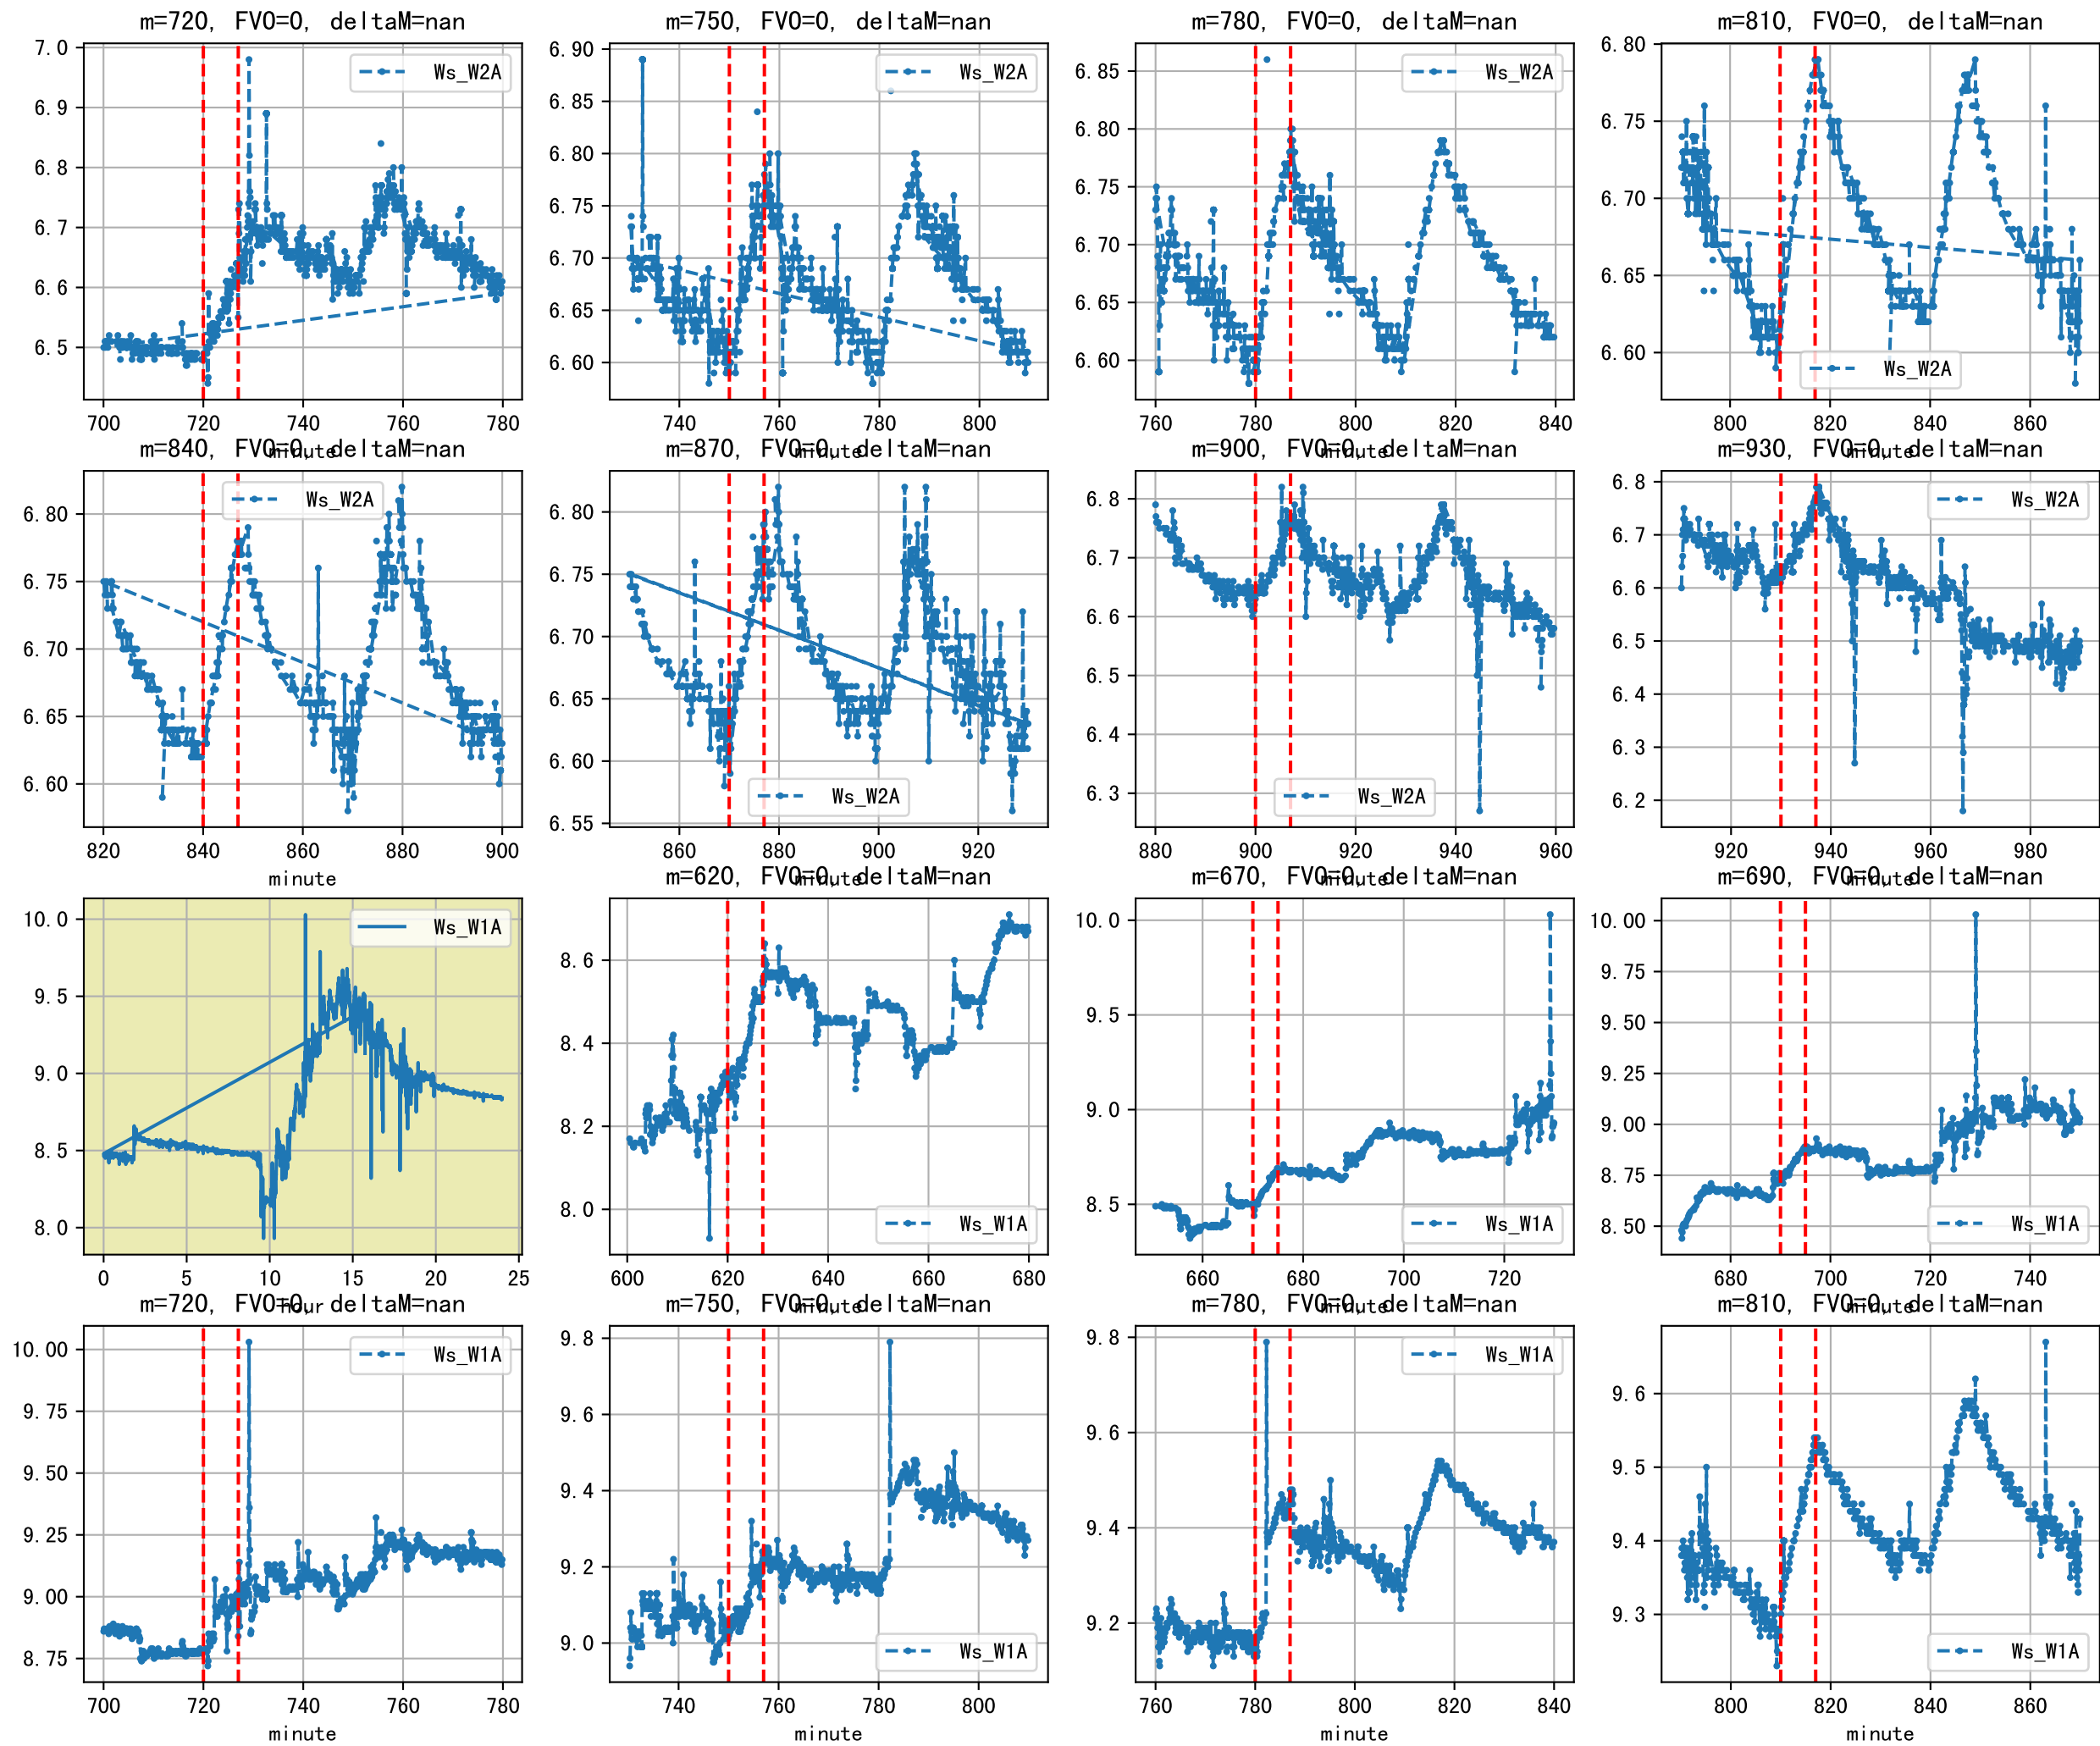 m=720, FVO=0, deltaM=nan
m=750, FVO=0, deltaM=nan
m=780, FVO=0, deltaM=nan
m=810, FVO=0, deltaM=nan
7.0
6.9
6.8
6.7
6.6
6.5
Ws_W2A
700 720 740 760 780
minute
6.90
6.85
6.80
6.75
6.70
6.65
6.60
Ws_W2A
740 760 780 800
minute
6.85
6.80
6.75
6.70
6.65
6.60
Ws_W2A
760 780 800 820 840
minute
6.80
6.75
6.70
6.65
6.60
Ws_W2A
800 820 840 860
minute
m=840, FVO=0, deltaM=nan
m=870, FVO=0, deltaM=nan
m=900, FVO=0, deltaM=nan
m=930, FVO=0, deltaM=nan
6.80
6.75
6.70
6.65
6.60
Ws_W2A
820 840 860 880 900
minute
6.80
6.75
6.70
6.65
6.60
6.55
Ws_W2A
860 880 900 920
minute
6.8
6.7
6.6
6.5
6.4
6.3
Ws_W2A
880 900 920 940 960
minute
6.8
6.7
6.6
6.5
6.4
6.3
6.2
Ws_W2A
920 940 960 980
minute
10.0
9.5
9.0
8.5
8.0
Ws_W1A
0 5 10 15 20 25
hour
m=620, FVO=0, deltaM=nan
8.6
8.4
8.2
8.0
Ws_W1A
600 620 640 660 680
minute
m=670, FVO=0, deltaM=nan
10.0
9.5
9.0
8.5
Ws_W1A
660 680 700 720
minute
m=690, FVO=0, deltaM=nan
10.00
9.75
9.50
9.25
9.00
8.75
8.50
Ws_W1A
680 700 720 740
minute
m=720, FVO=0, deltaM=nan
10.00
9.75
9.50
9.25
9.00
8.75
Ws_W1A
700 720 740 760 780
minute
m=750, FVO=0, deltaM=nan
9.8
9.6
9.4
9.2
9.0
Ws_W1A
740 760 780 800
minute
m=780, FVO=0, deltaM=nan
9.8
9.6
9.4
9.2
Ws_W1A
760 780 800 820 840
minute
m=810, FVO=0, deltaM=nan
9.6
9.5
9.4
9.3
Ws_W1A
800 820 840 860
minute